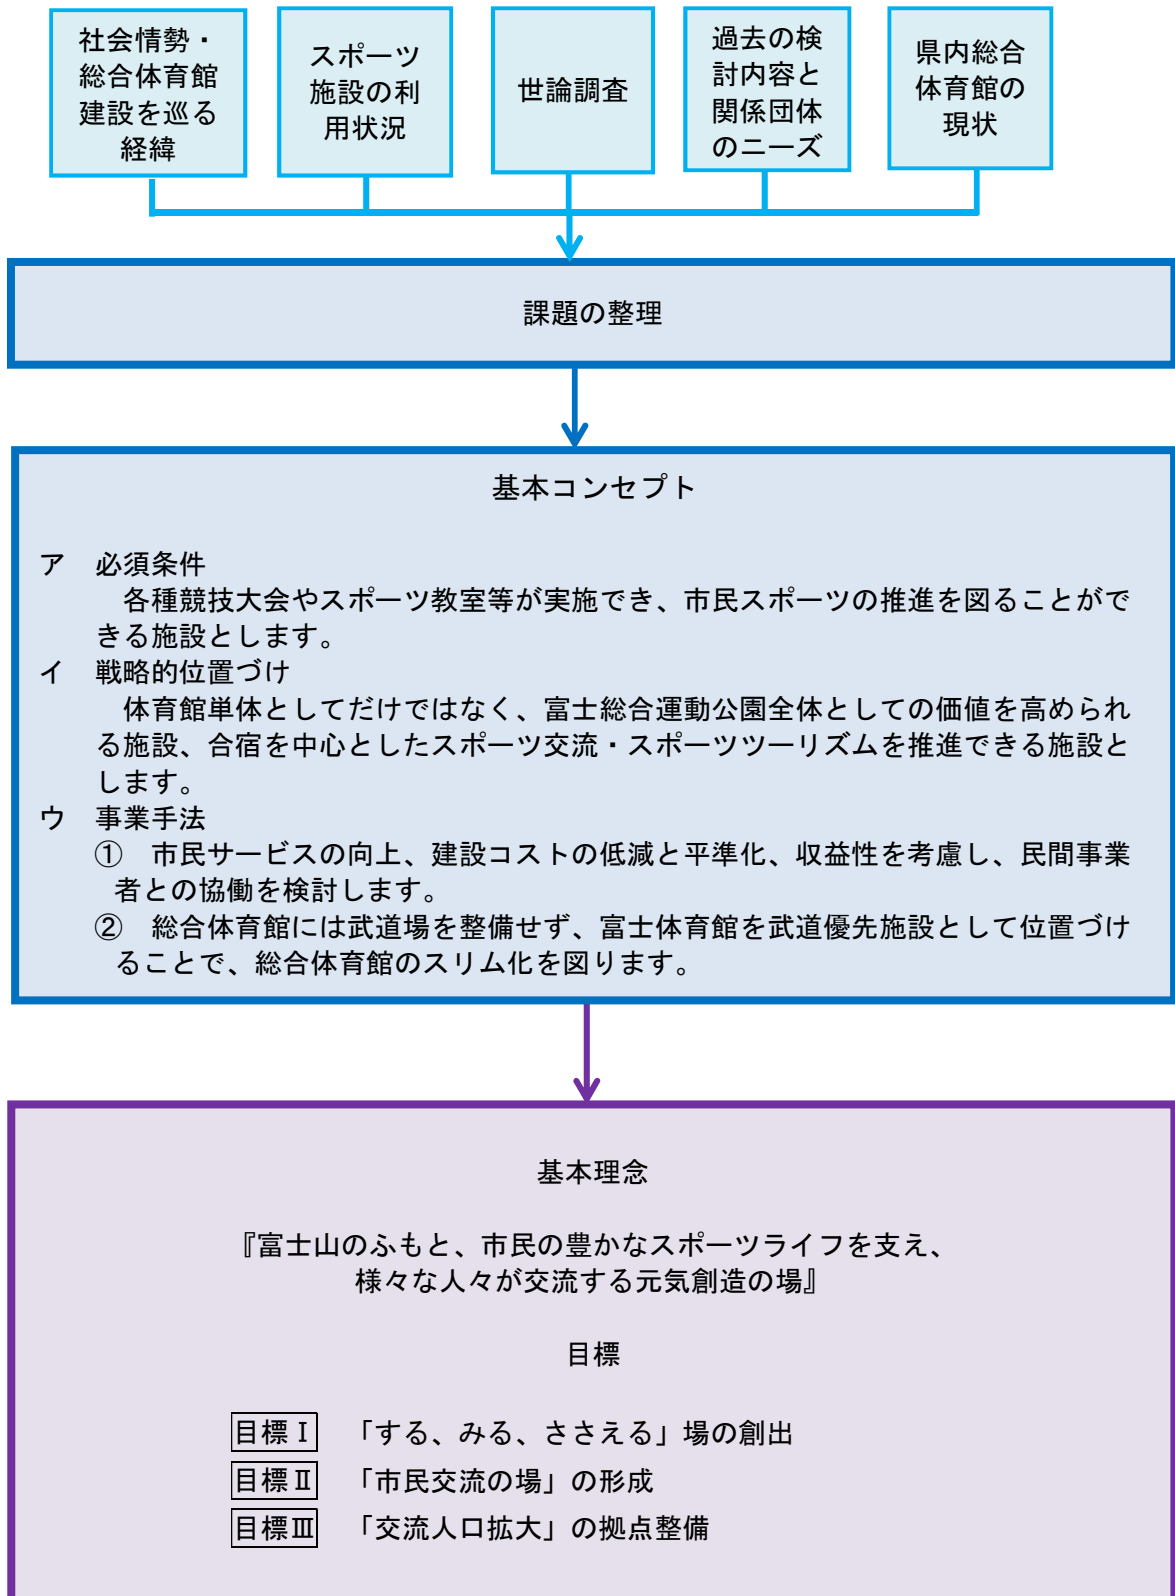 社会情勢・
総合体育館
建設を巡る
経緯
スポーツ
施設の利
用状況
世論調査
過去の検
討内容と
関係団体
のニーズ
県内総合
体育館の
現状
課題の整理
基本コンセプト
ア　必須条件
各種競技大会やスポーツ教室等が実施でき、市民スポーツの推進を図ることがで
きる施設とします。
イ　戦略的位置づけ
体育館単体としてだけではなく、富士総合運動公園全体としての価値を高められ
る施設、合宿を中心としたスポーツ交流・スポーツツーリズムを推進できる施設と
します。
ウ　事業手法
①　市民サービスの向上、建設コストの低減と平準化、収益性を考慮し、民間事業
者との協働を検討します。
②　総合体育館には武道場を整備せず、富士体育館を武道優先施設として位置づけ
ることで、総合体育館のスリム化を図ります。
基本理念
『富士山のふもと、市民の豊かなスポーツライフを支え、
様々な人々が交流する元気創造の場』
目標
目標Ⅰ　「する、みる、ささえる」場の創出
目標Ⅱ　「市民交流の場」の形成
目標Ⅲ　「交流人口拡大」の拠点整備